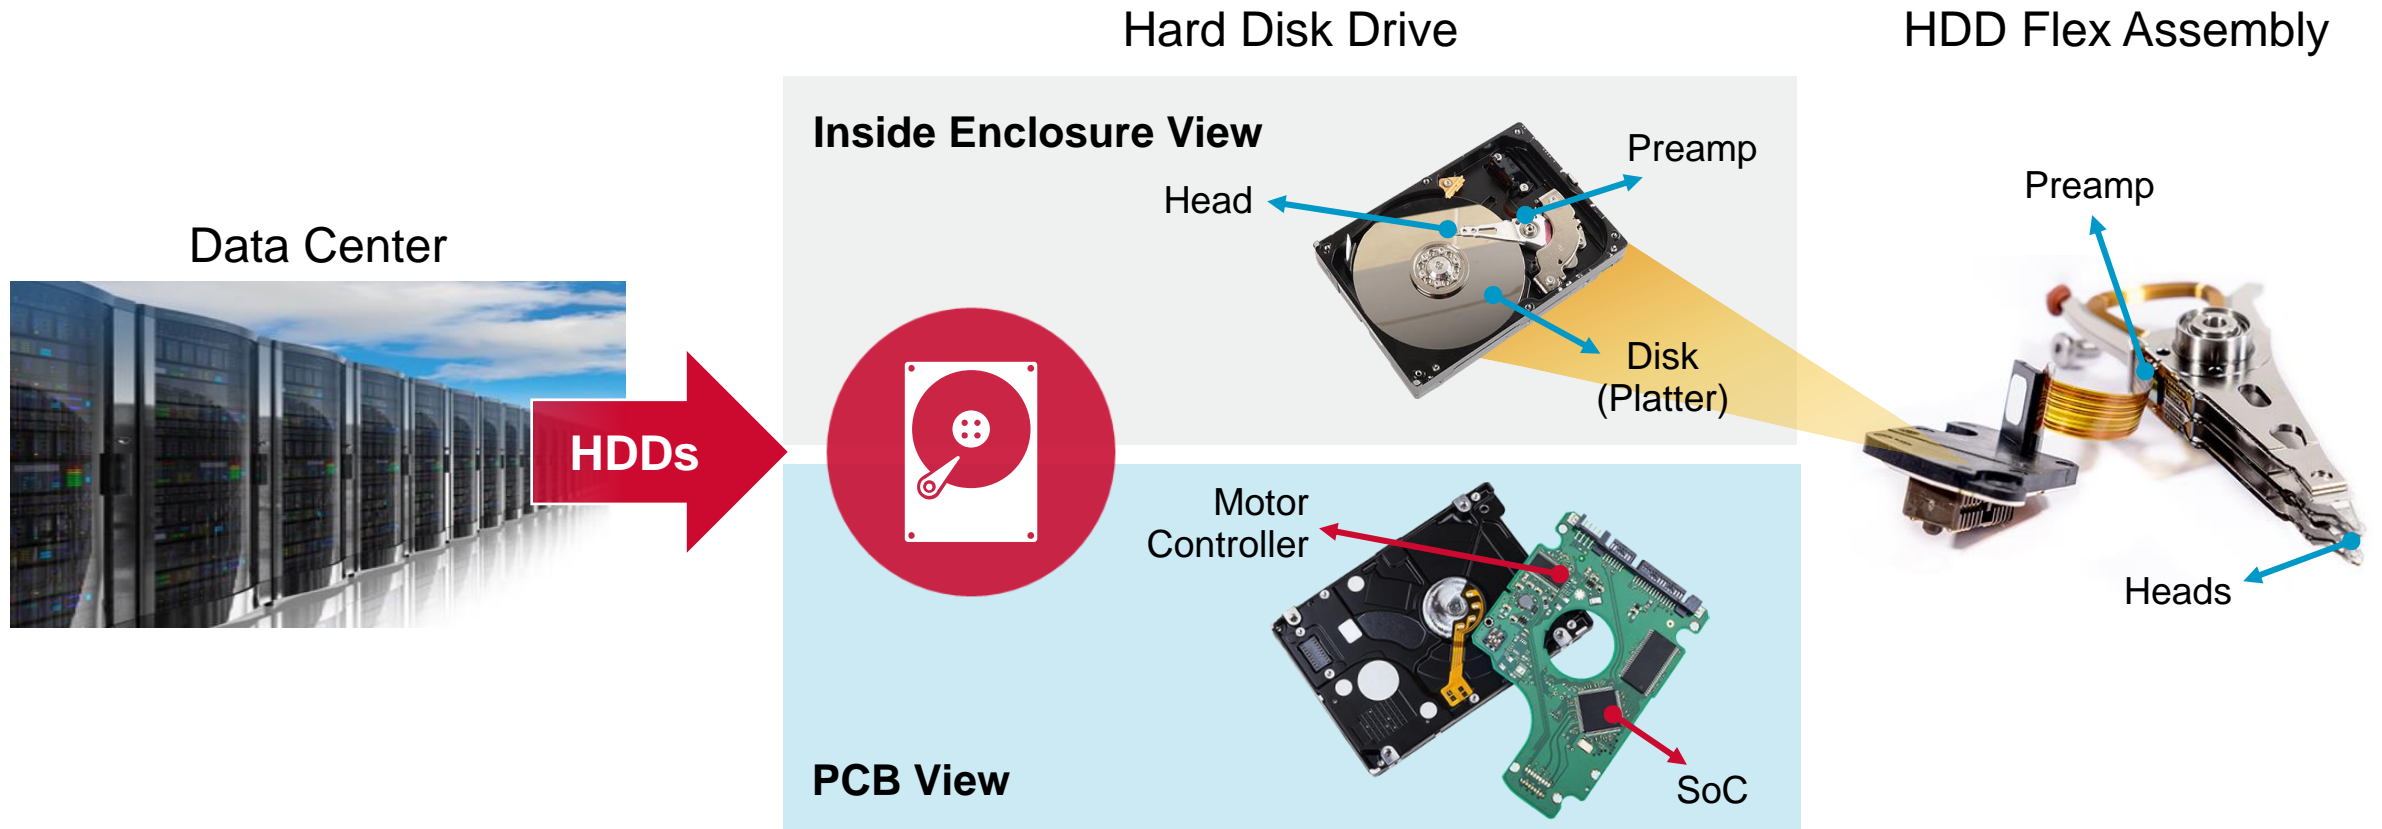 Hard Disk Drive
HDD Flex Assembly
Inside Enclosure View
Preamp
Head
Disk
(Platter)
Data Center
HDDs
Motor
Controller
SoC
PCB View
Preamp
Heads